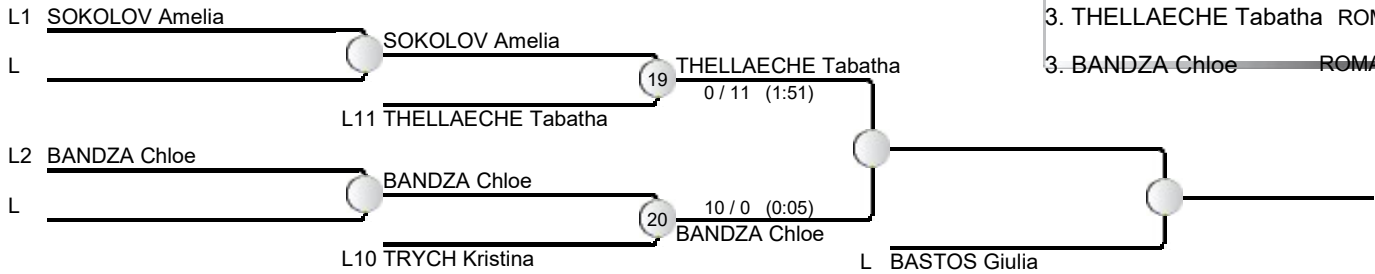 L1 SOKOLOV Amelia
3. THELLAECHE Tabatha
SOKOLOV Amelia
L
19
THELLAECHE Tabatha
3. BANDZA Chloe
0 / 11 (1:51)
L11 THELLAECHE Tabatha
L2 BANDZA Chloe
BANDZA Chloe
L
10 / 0 (0:05)
20
BANDZA Chloe
L10 TRYCH Kristina
L BASTOS Giulia